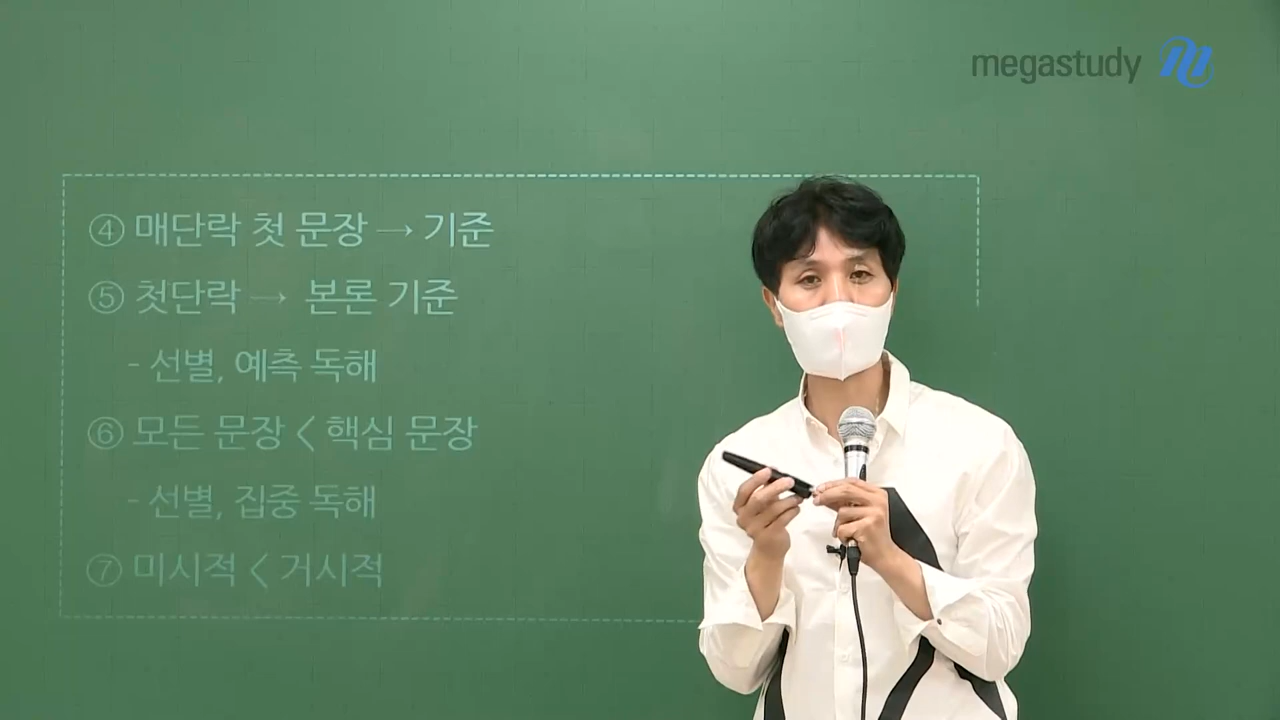 megastudy
④ 매단락 첫 문장 → 기준
⑤ 첫단락 → 본론 기준
- 선별, 예측 독해
⑥ 모든 문장 < 핵심 문장
- 선별, 집중 독해
⑦ 미시적 < 거시적